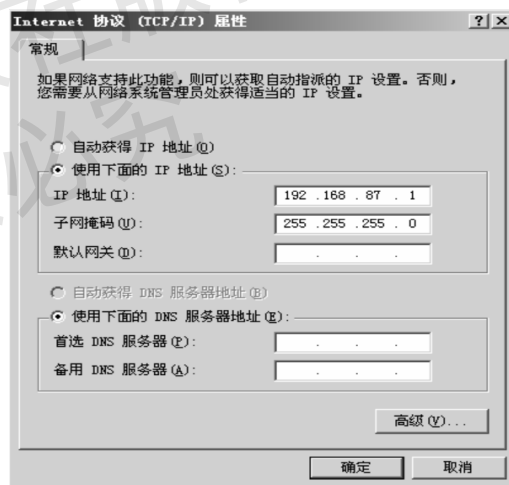 Internet 协议 (TCP/IP) 属性 ? ×
常规
如果网络支持此功能，则可以获取自动指派的 IP 设置。否则，
您需要从网络系统管理员处获得适当的 IP 设置。
自动获得 IP 地址(O)
使用下面的 IP 地址(S):
IP 地址(I): 192 .168 . 87 . 1
子网掩码(U): 255 .255 .255 . 0
默认网关(D): . . .
自动获得 DNS 服务器地址(B)
使用下面的 DNS 服务器地址(E):
首选 DNS 服务器(P): . . .
备用 DNS 服务器(A): . . .
高级(V)...
确定 取消